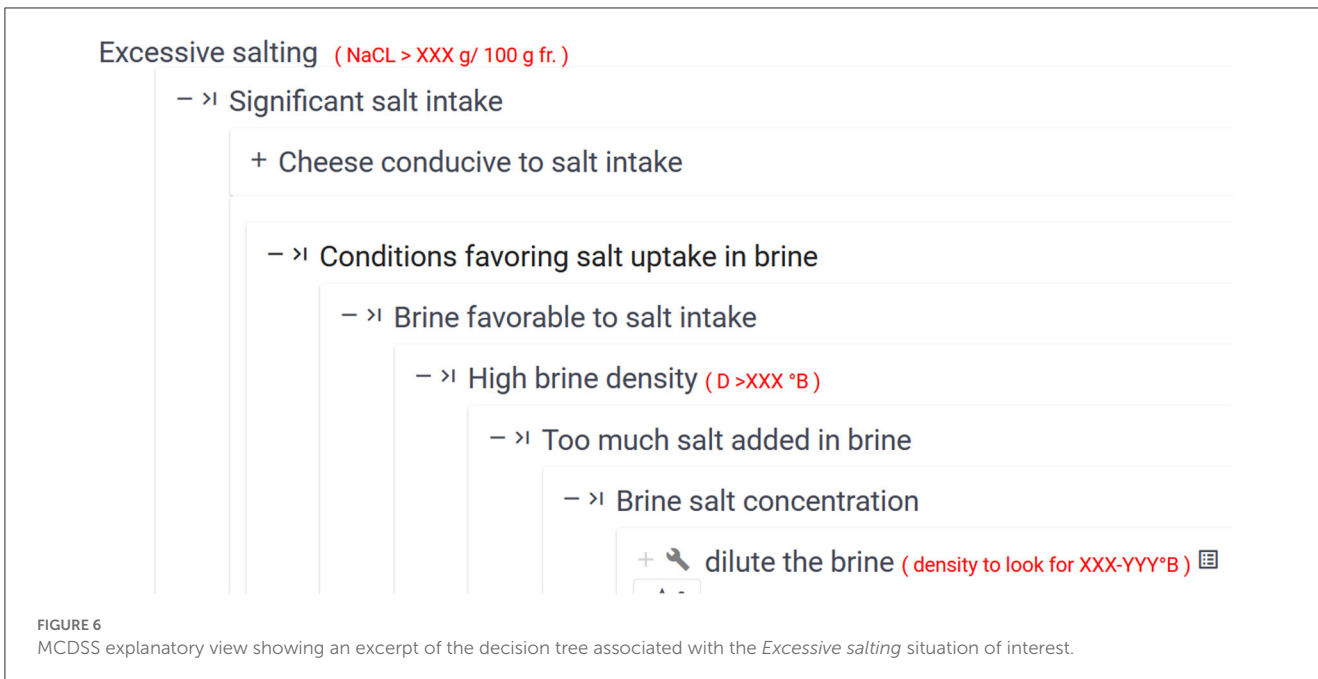 Excessive salting ( NaCL > XXX g/ 100 g fr. )
− >I Significant salt intake
+ Cheese conducive to salt intake
− >I Conditions favoring salt uptake in brine
− >I Brine favorable to salt intake
− >I High brine density ( D >XXX °B )
− >I Too much salt added in brine
− >I Brine salt concentration
+ dilute the brine ( density to look for XXX-YYY°B )
FIGURE 6
MCDSS explanatory view showing an excerpt of the decision tree associated with the Excessive salting situation of interest.